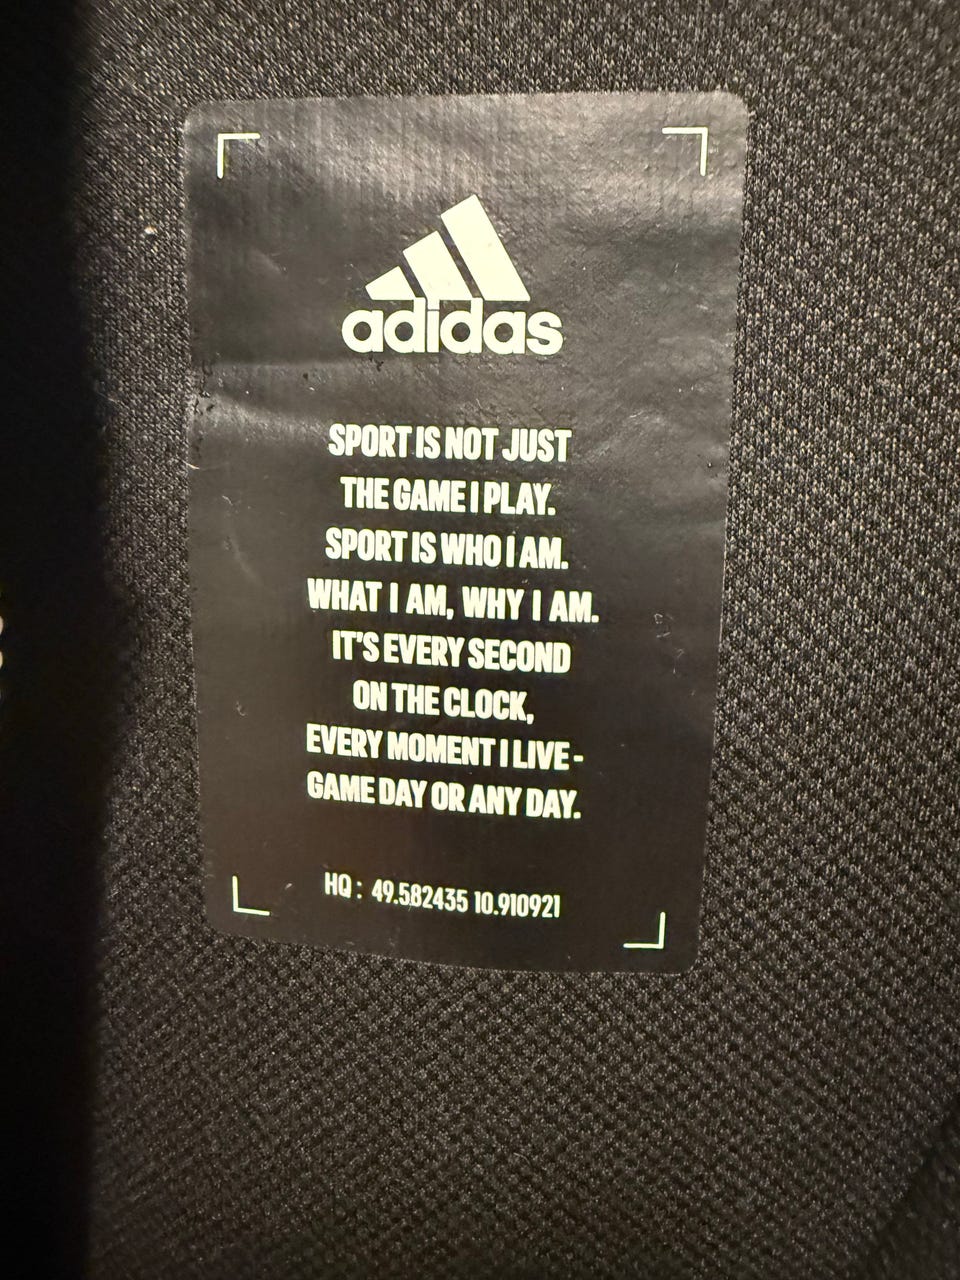 adidas
SPORT IS NOT JUST
THE GAME I PLAY.
SPORT IS WHO I AM.
WHAT I AM, WHY I AM.
IT'S EVERY SECOND
ON THE CLOCK,
EVERY MOMENT I LIVE -
GAME DAY OR ANY DAY.
HQ : 49.582435 10.910921